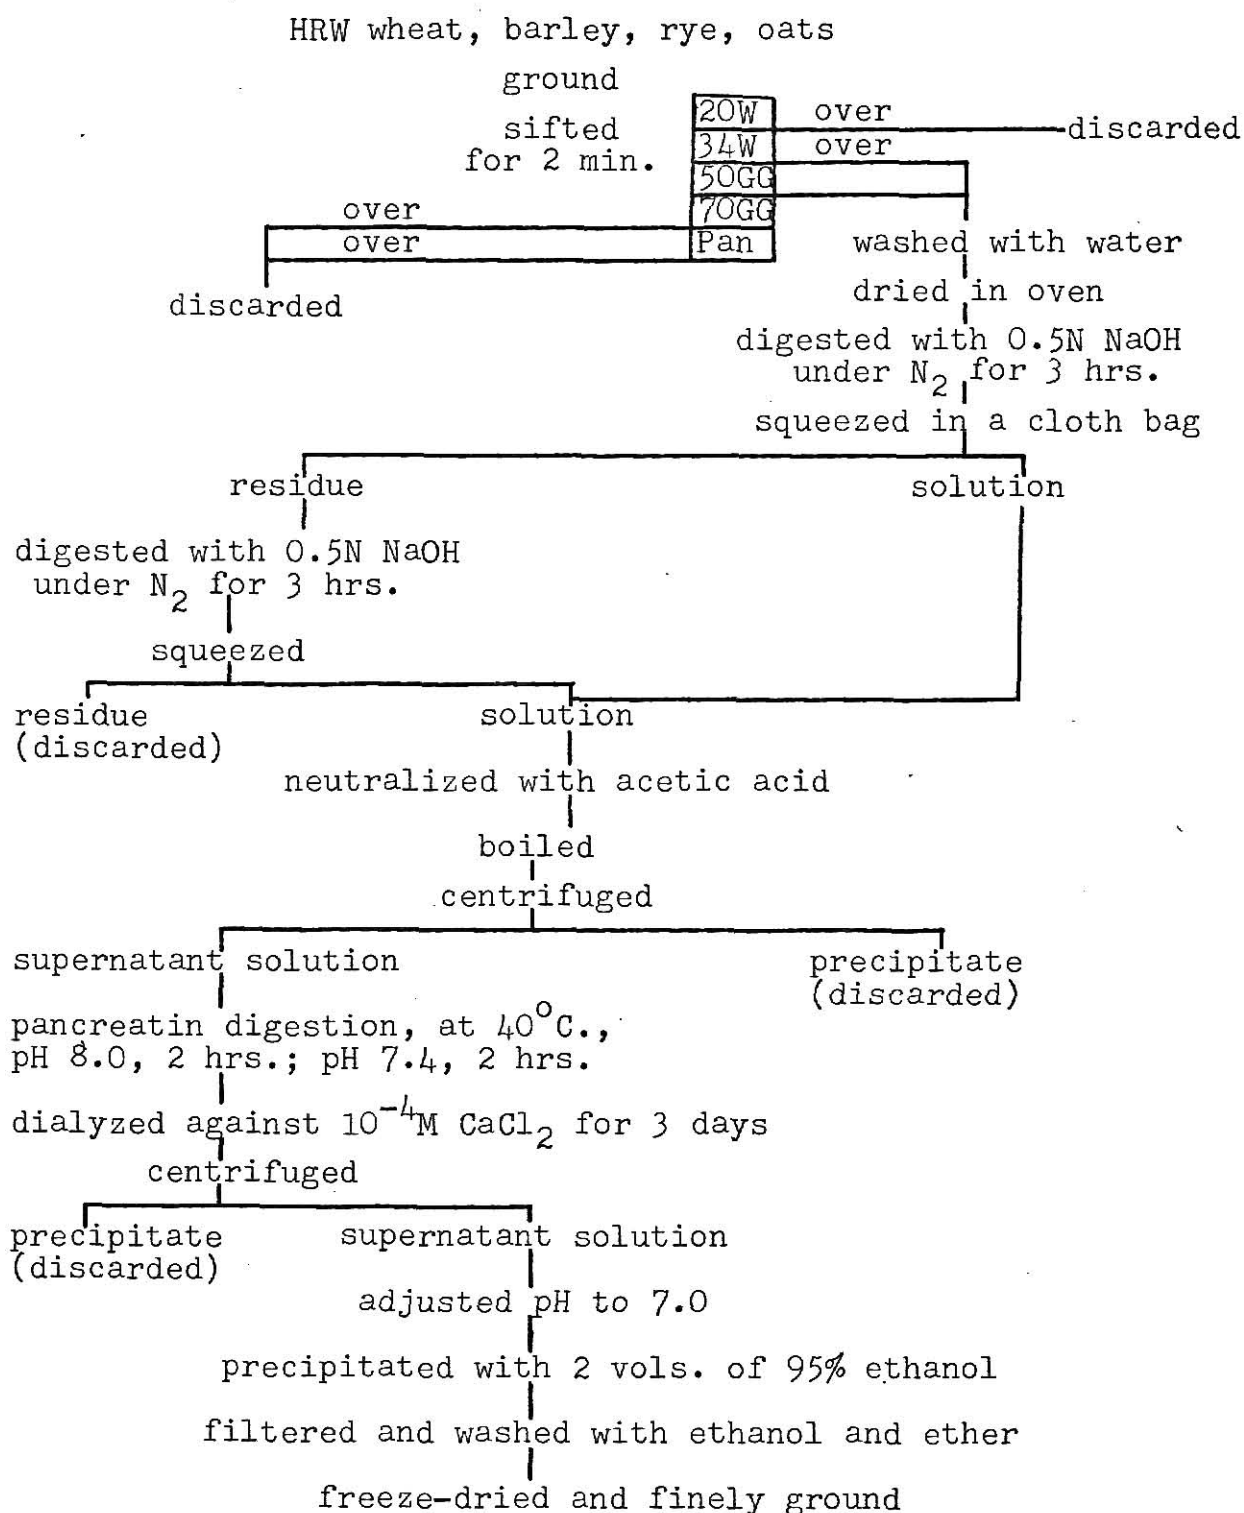 HRW wheat, barley, rye, oats
ground
sifted
for 2 min.
20W over
discarded
34W over
50GG
over 70GG
over Pan
discarded
washed with water
dried in oven
digested with 0.5N NaOH
under N2 for 3 hrs.
squeezed in a cloth bag
residue solution
digested with 0.5N NaOH
under N2 for 3 hrs.
squeezed
residue solution
(discarded)
neutralized with acetic acid
boiled
centrifuged
supernatant solution precipitate
(discarded)
pancreatin digestion, at 40°C.,
pH 8.0, 2 hrs.; pH 7.4, 2 hrs.
dialyzed against 10⁻⁴M CaCl2 for 3 days
centrifuged
precipitate supernatant solution
(discarded)
adjusted pH to 7.0
precipitated with 2 vols. of 95% ethanol
filtered and washed with ethanol and ether
freeze-dried and finely ground